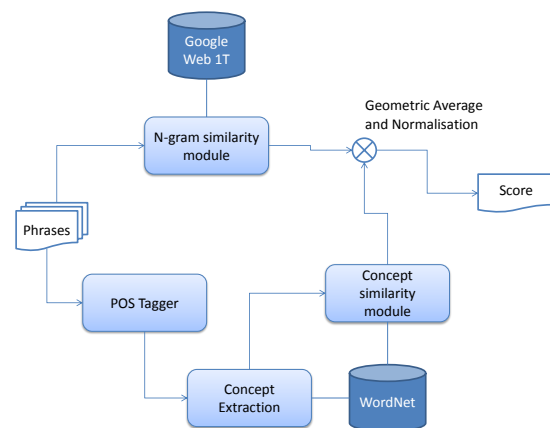 Google
Web 1T
Geometric Average
and Normalisation
N-gram similarity
module
Score
Phrases
Concept
similarity
module
POS Tagger
Concept
Extraction
WordNet